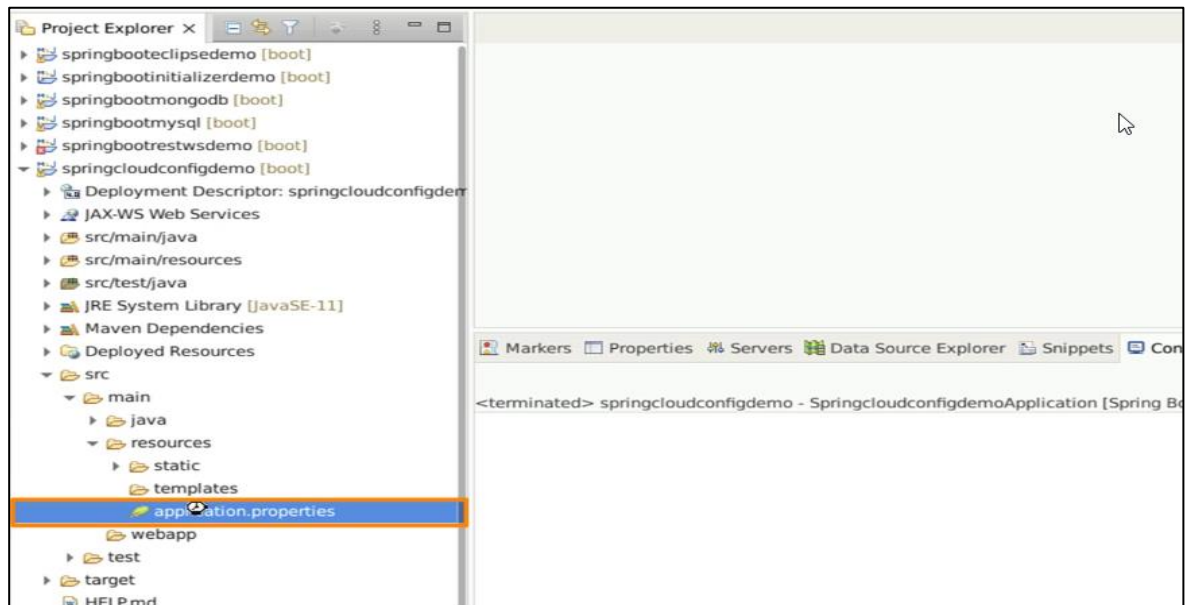 Project Explorer
springbooteclipsedemo [boot]
springbootinitializerdemo [boot]
springbootmongodb [boot]
springbootmysql [boot]
springbootrestwsdemo [boot]
springcloudconfigdemo [boot]
Deployment Descriptor: springcloudconfigdem
JAX-WS Web Services
src/main/java
src/main/resources
src/test/java
JRE System Library [JavaSE-11]
Maven Dependencies
Deployed Resources
src
main
java
resources
static
templates
application.properties
webapp
test
target
HELP.md
Markers Properties Servers Data Source Explorer Snippets Con
<terminated> springcloudconfigdemo - SpringcloudconfigdemoApplication [Spring Bo